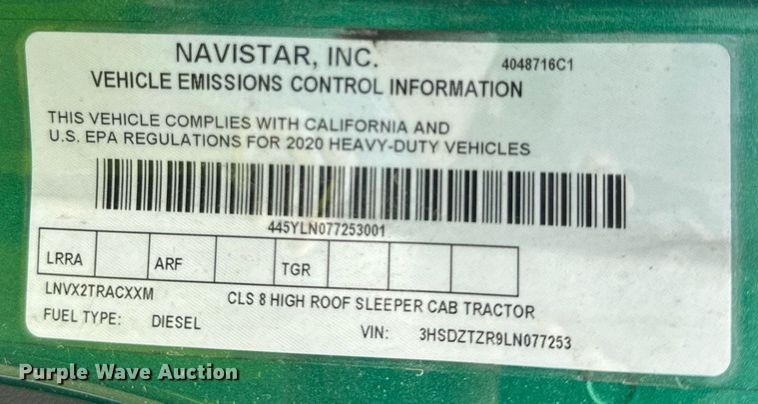 NAVISTAR, INC.
4048716C1
VEHICLE EMISSIONS CONTROL INFORMATION
THIS VEHICLE COMPLIES WITH CALIFORNIA AND
U.S. EPA REGULATIONS FOR 2020 HEAVY-DUTY VEHICLES
445YLN077253001
LRRA ARF TGR
LNVX2TRACXXM CLS 8 HIGH ROOF SLEEPER CAB TRACTOR
FUEL TYPE: DIESEL VIN: 3HSDZTZR9LN077253
Purple Wave Auction